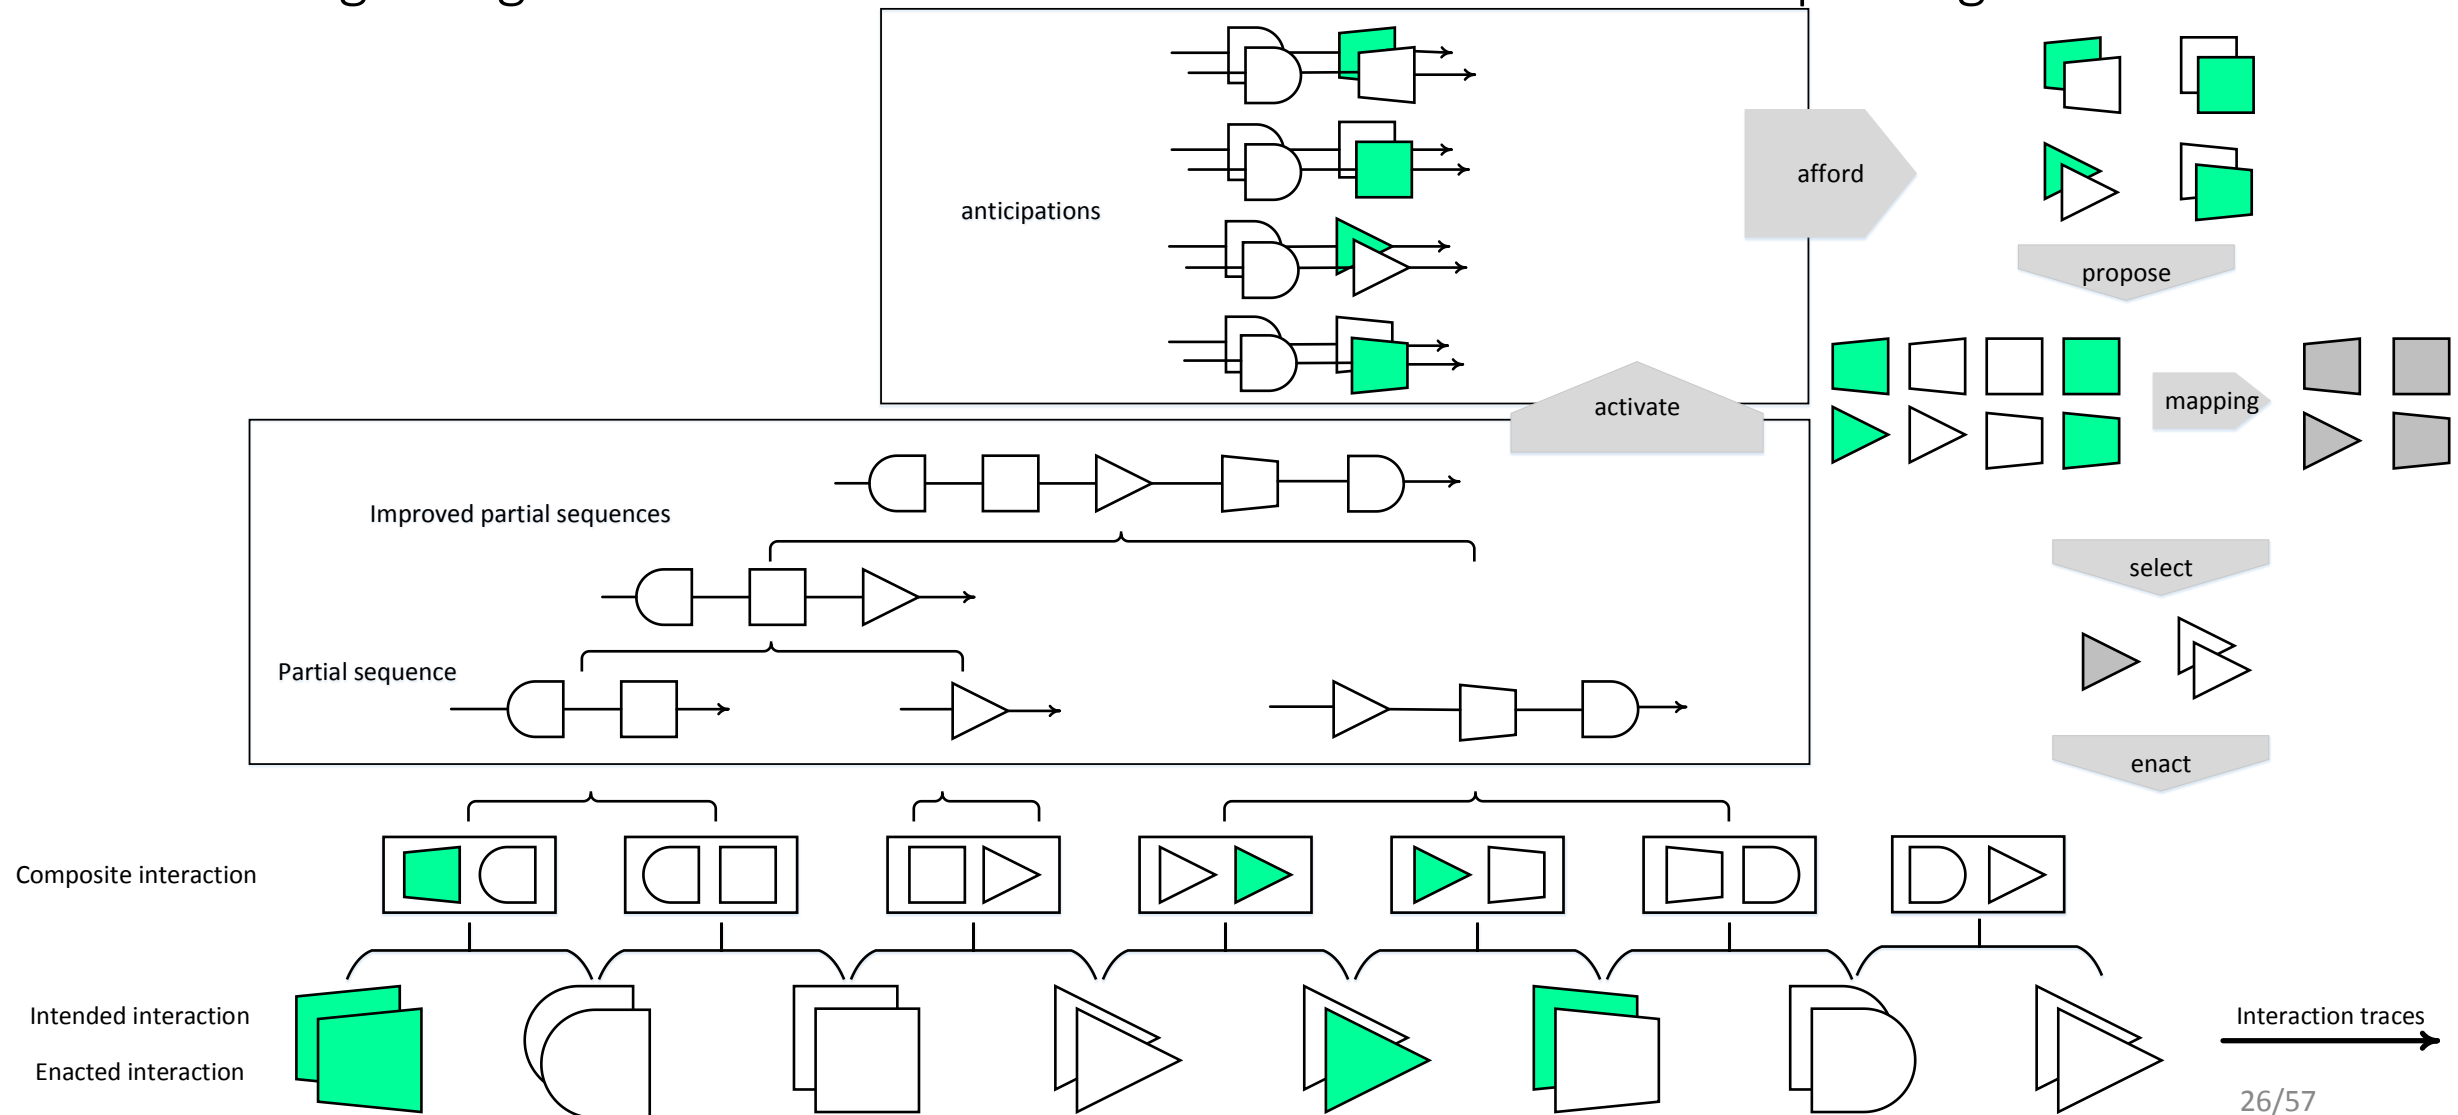 anticipations
afford
propose
mapping
activate
Improved partial sequences
select
Partial sequence
enact
Composite interaction
Intended interaction
Interaction traces
Enacted interaction
26/57